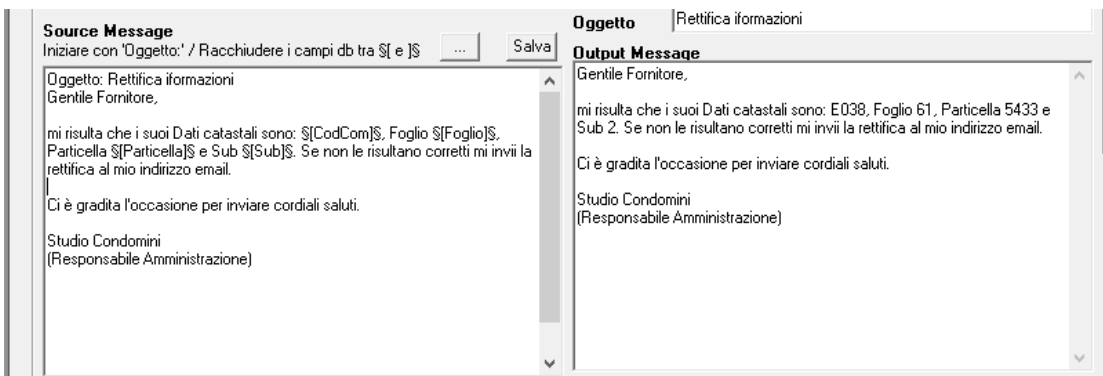 Source Message
Iniziare con 'Oggetto:' / Racchiudere i campi db tra §[ e ]§
...
Salva
Oggetto: Rettifica iformazioni
Gentile Fornitore,
mi risulta che i suoi Dati catastali sono: §[CodCom]§, Foglio §[Foglio]§,
Particella §[Particella]§ e Sub §[Sub]§. Se non le risultano corretti mi invii la
rettifica al mio indirizzo email.
Ci è gradita l'occasione per inviare cordiali saluti.
Studio Condomini
(Responsabile Amministrazione)
Oggetto
Rettifica iformazioni
Output Message
Gentile Fornitore,
mi risulta che i suoi Dati catastali sono: E038, Foglio 61, Particella 5433 e
Sub 2. Se non le risultano corretti mi invii la rettifica al mio indirizzo email.
Ci è gradita l'occasione per inviare cordiali saluti.
Studio Condomini
(Responsabile Amministrazione)